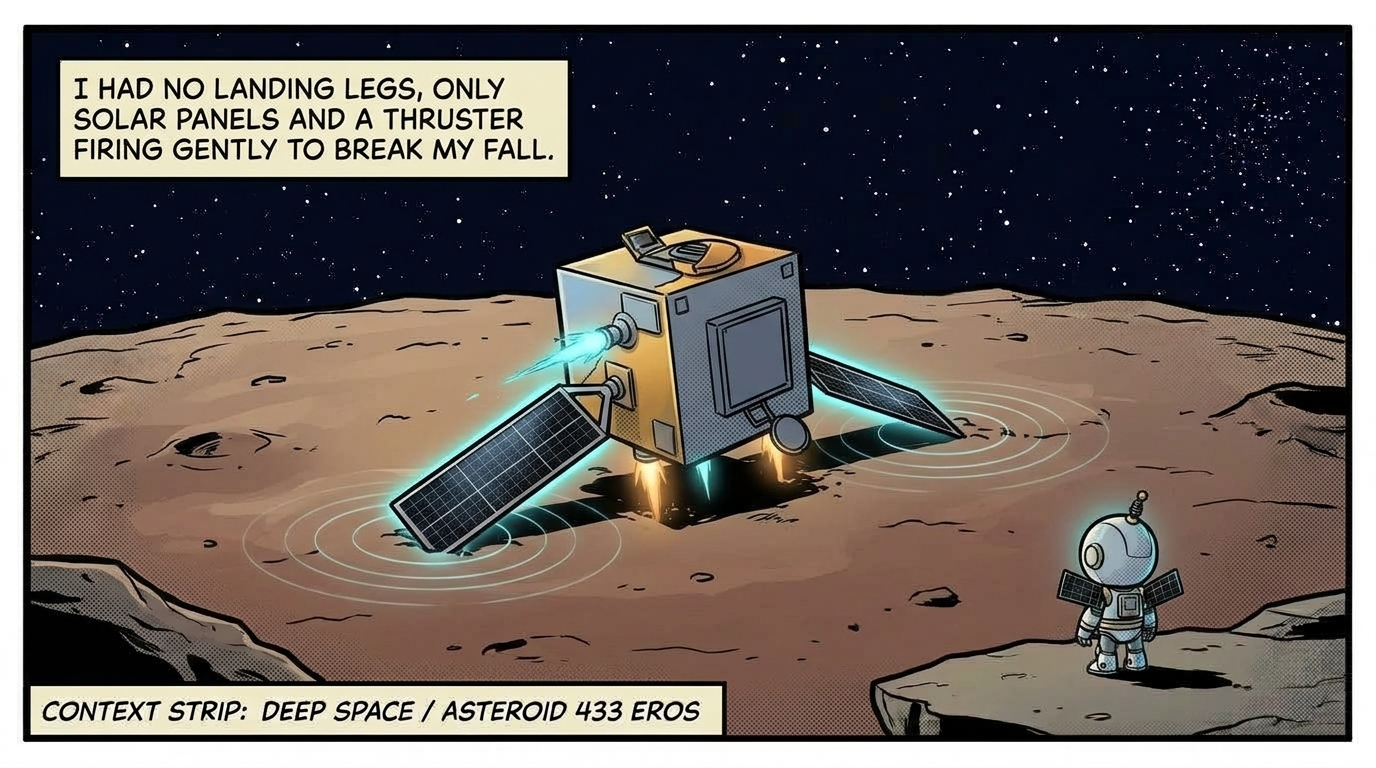 I HAD NO LANDING LEGS, ONLY
SOLAR PANELS AND A THRUSTER
FIRING GENTLY TO BREAK MY FALL.
CONTEXT STRIP: DEEP SPACE / ASTEROID 433 EROS